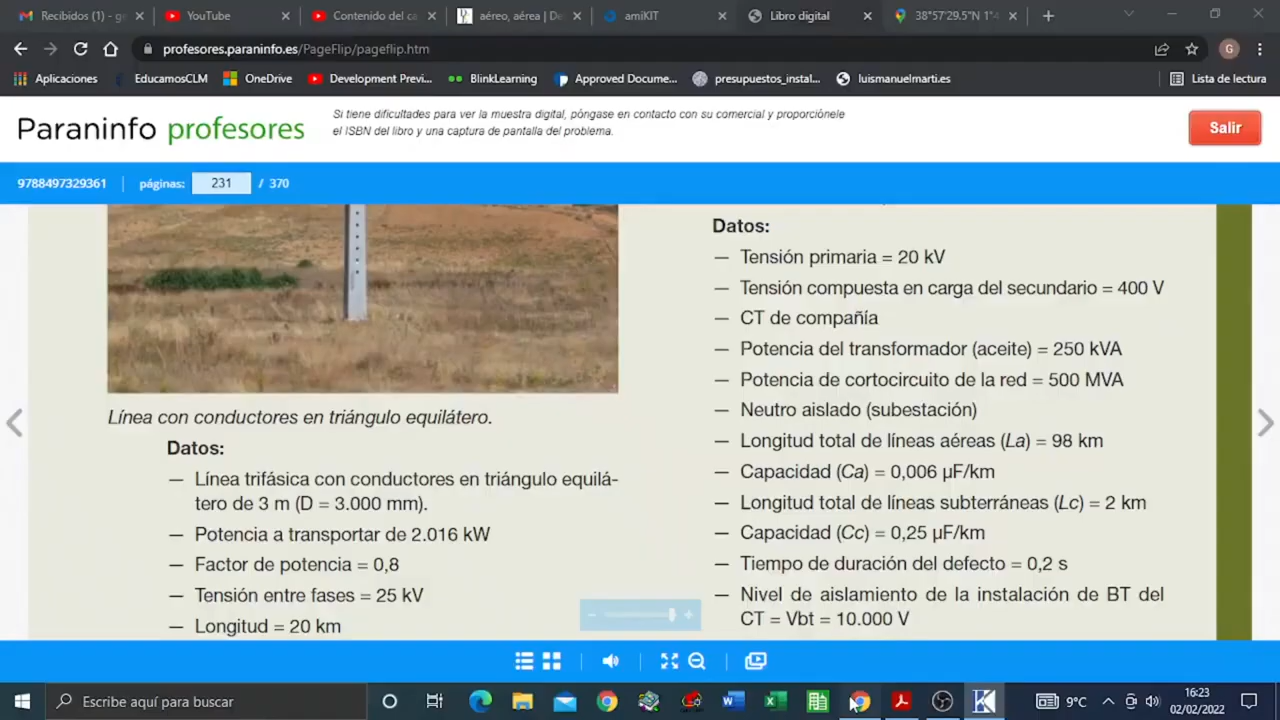 Recibidos (1) - ge
YouTube
Contenido del ca
aéreo, aérea | De
amiKIT
Libro digital
38°57'29.5"N 1°4
profesores.paraninfo.es/PageFlip/pageflip.htm
G
Aplicaciones
EducamosCLM
OneDrive
Development Previ...
BlinkLearning
Approved Docume...
presupuestos_instal...
luismanuelmarti.es
Lista de lectura
Paraninfo profesores
Si tiene dificultades para ver la muestra digital, póngase en contacto con su comercial y proporciónele
el ISBN del libro y una captura de pantalla del problema.
Salir
9788497329361
páginas: 231 / 370
Línea con conductores en triángulo equilátero.
Datos:
— Línea trifásica con conductores en triángulo equilá-
tero de 3 m (D = 3.000 mm).
— Potencia a transportar de 2.016 kW
— Factor de potencia = 0,8
— Tensión entre fases = 25 kV
— Longitud = 20 km
Datos:
— Tensión primaria = 20 kV
— Tensión compuesta en carga del secundario = 400 V
— CT de compañía
— Potencia del transformador (aceite) = 250 kVA
— Potencia de cortocircuito de la red = 500 MVA
— Neutro aislado (subestación)
— Longitud total de líneas aéreas (La) = 98 km
— Capacidad (Ca) = 0,006 µF/km
— Longitud total de líneas subterráneas (Lc) = 2 km
— Capacidad (Cc) = 0,25 µF/km
— Tiempo de duración del defecto = 0,2 s
— Nivel de aislamiento de la instalación de BT del
CT = Vbt = 10.000 V
Escribe aquí para buscar
9°C
16:23
02/02/2022